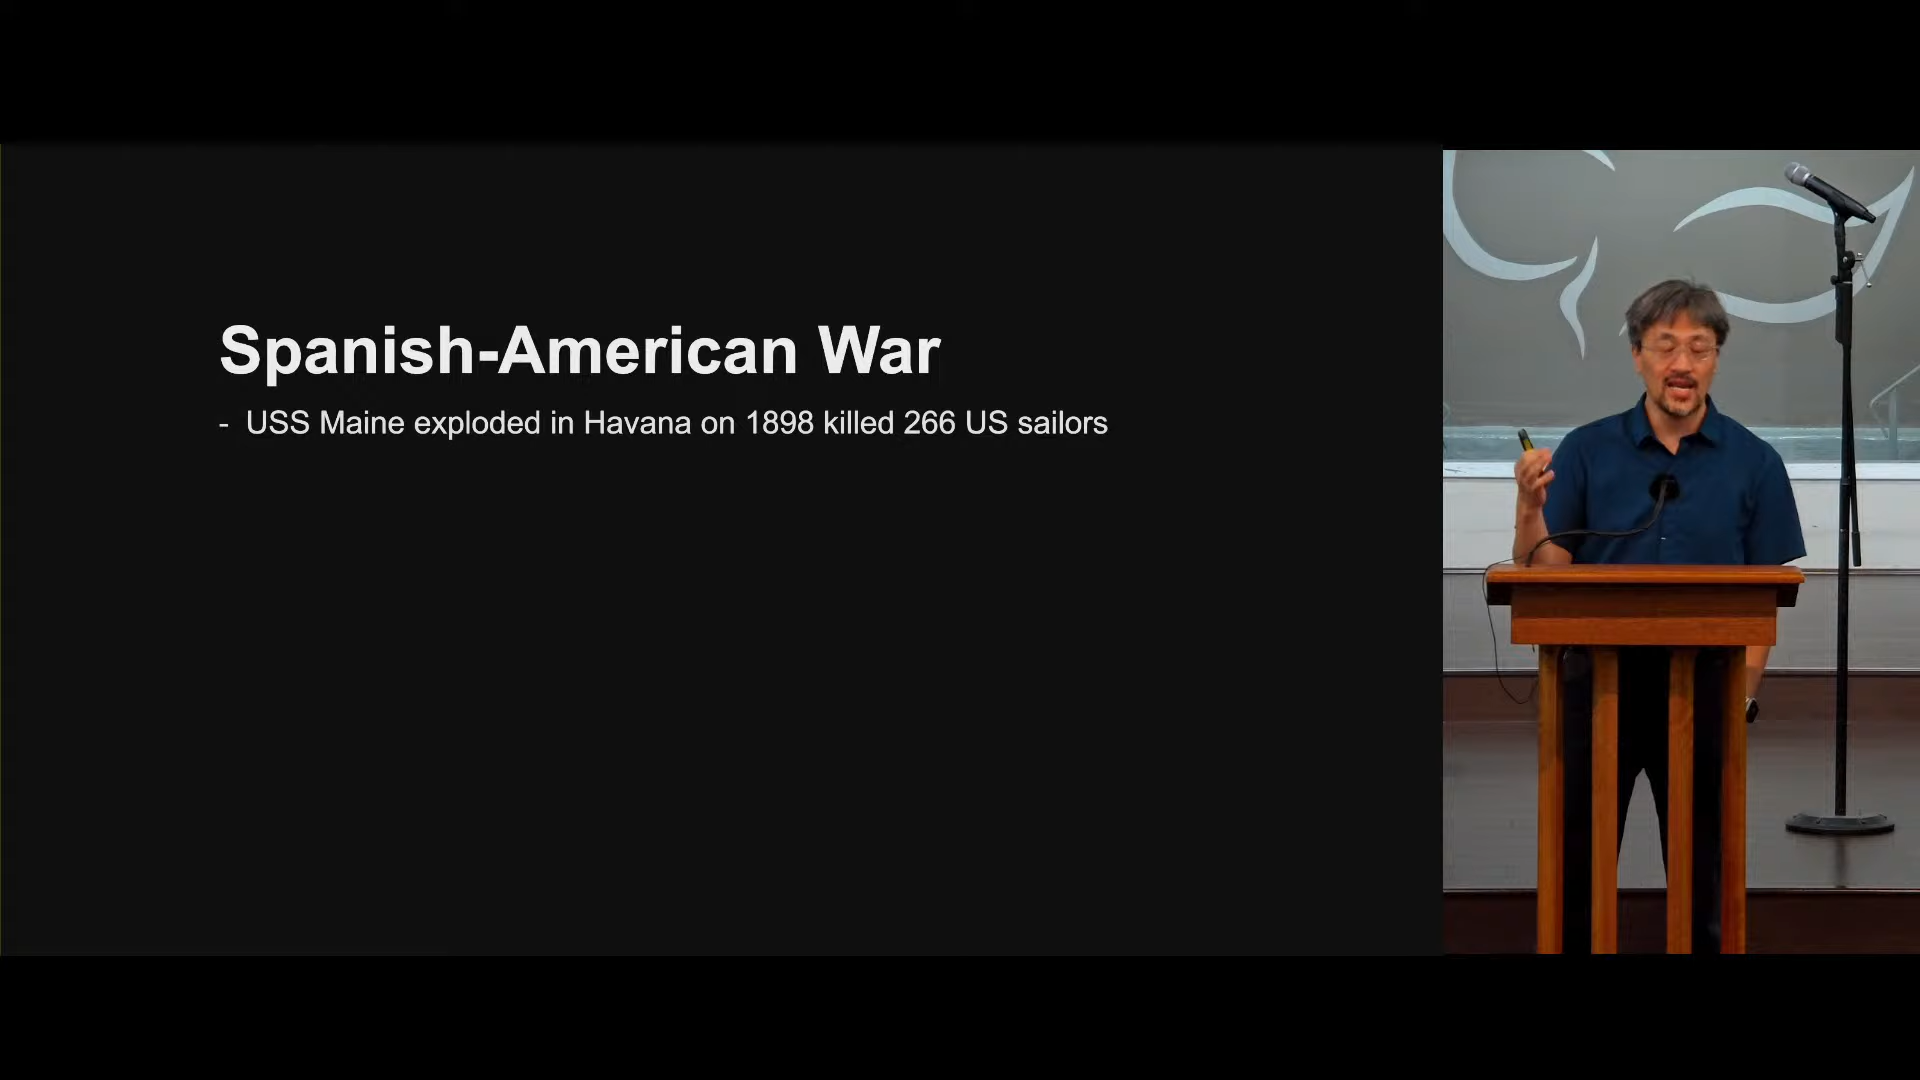 Spanish-American War
- USS Maine exploded in Havana on 1898 killed 266 US sailors